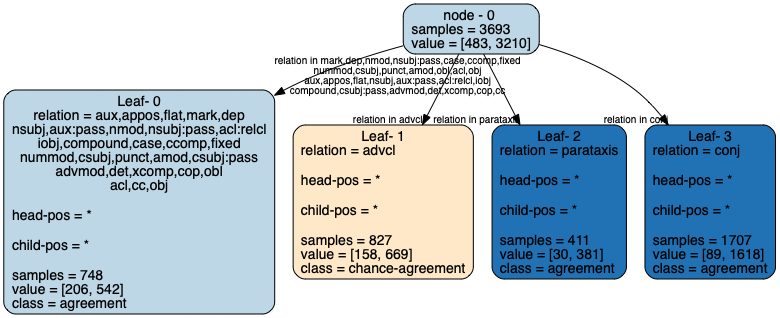 node - 0
samples = 3693
value = [483, 3210]
relation in mark,dep,nmod,nsubj:pass,case,ccomp,fixed
nummod,csubj,punct,amod,obj,acl,obj
aux,appos,flat,nsubj,aux:pass,acl:relcl,iobj
compound,csubj:pass,advmod,det,xcomp,cop,cc
relation in advcl
relation in parataxis
relation in conj
Leaf- 0
relation = aux,appos,flat,mark,dep
nsubj,aux:pass,nmod,nsubj:pass,acl:relcl
iobj,compound,case,ccomp,fixed
nummod,csubj,punct,amod,csubj:pass
advmod,det,xcomp,cop,obl
acl,cc,obj
head-pos = *
child-pos = *
samples = 748
value = [206, 542]
class = agreement
Leaf- 1
relation = advcl
head-pos = *
child-pos = *
samples = 827
value = [158, 669]
class = chance-agreement
Leaf- 2
relation = parataxis
head-pos = *
child-pos = *
samples = 411
value = [30, 381]
class = agreement
Leaf- 3
relation = conj
head-pos = *
child-pos = *
samples = 1707
value = [89, 1618]
class = agreement